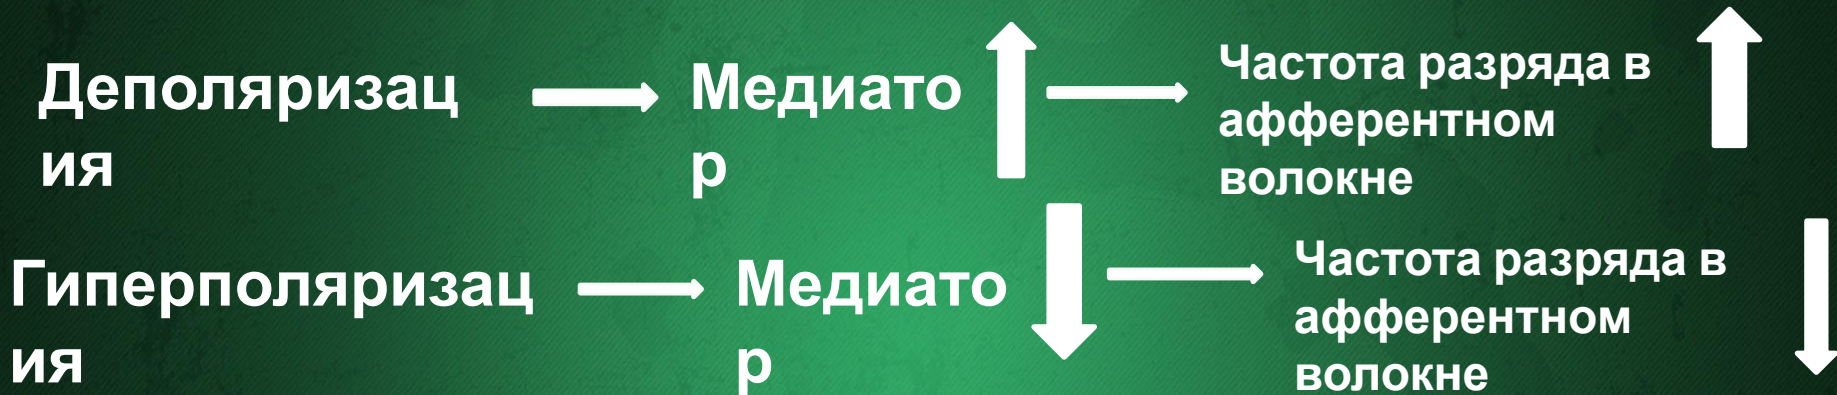 Деполяризац
ия
Медиато
р
Частота разряда в
афферентном
волокне
Гиперполяризац
ия
Медиато
р
Частота разряда в
афферентном
волокне